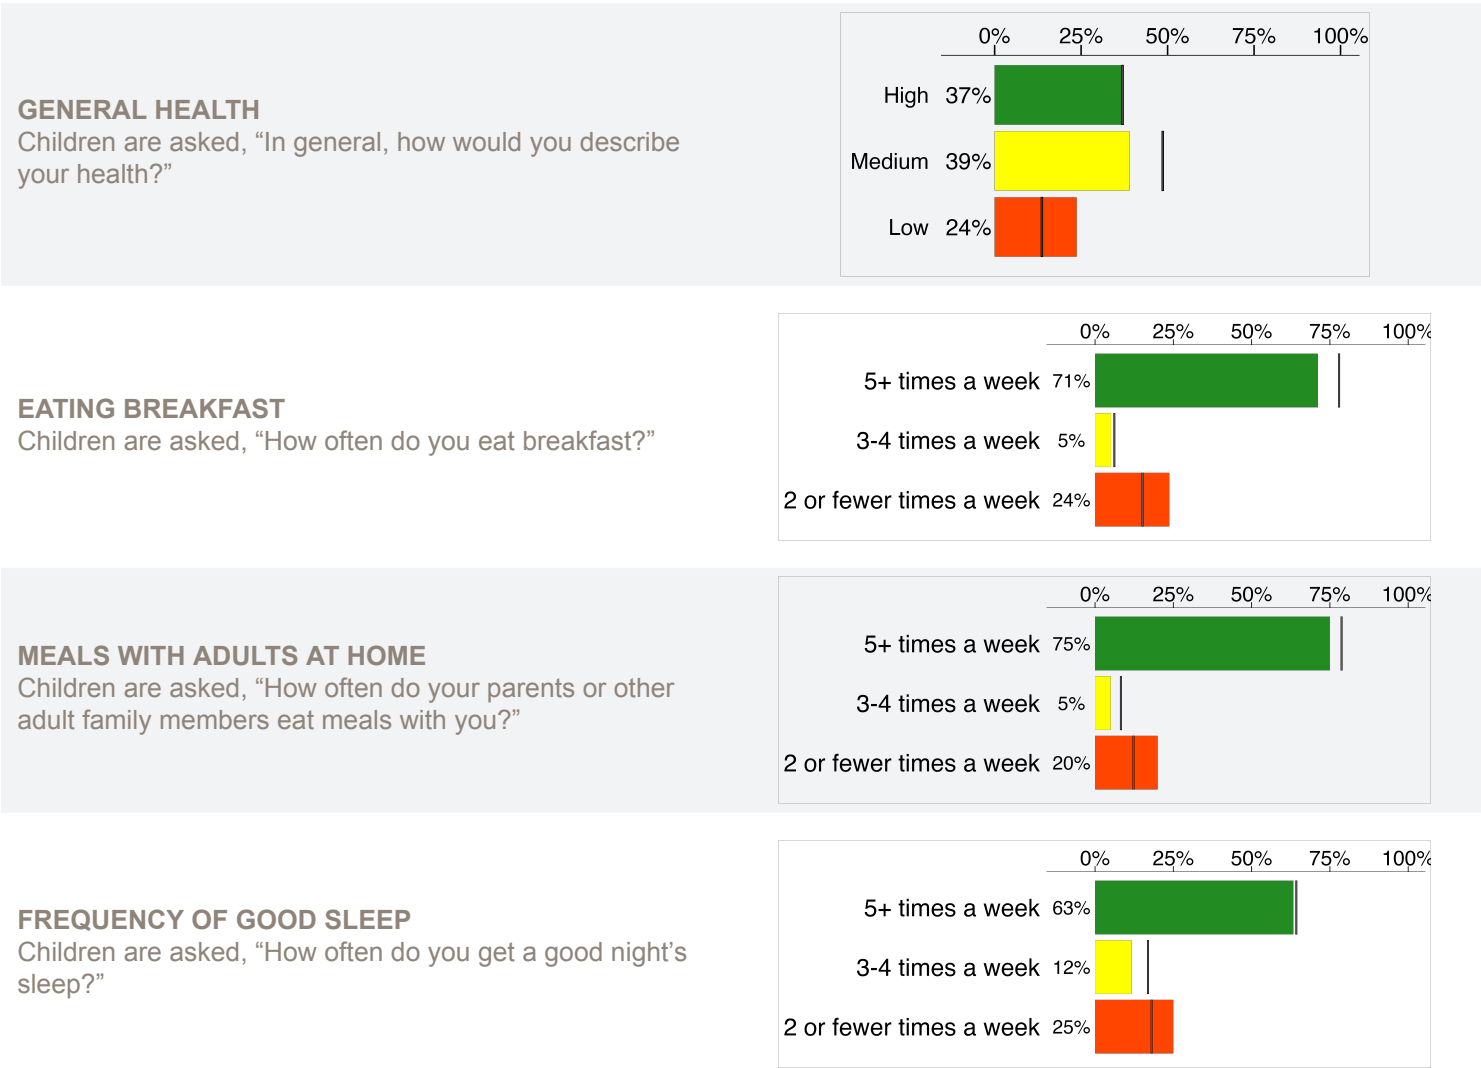 GENERAL HEALTH
Children are asked, “In general, how would you describe
your health?”
0% 25% 50% 75% 100%
High 37%
Medium 39%
Low 24%
EATING BREAKFAST
Children are asked, “How often do you eat breakfast?”
0% 25% 50% 75% 100%
5+ times a week 71%
3-4 times a week 5%
2 or fewer times a week 24%
MEALS WITH ADULTS AT HOME
Children are asked, “How often do your parents or other
adult family members eat meals with you?”
0% 25% 50% 75% 100%
5+ times a week 75%
3-4 times a week 5%
2 or fewer times a week 20%
FREQUENCY OF GOOD SLEEP
Children are asked, “How often do you get a good night’s
sleep?”
0% 25% 50% 75% 100%
5+ times a week 63%
3-4 times a week 12%
2 or fewer times a week 25%